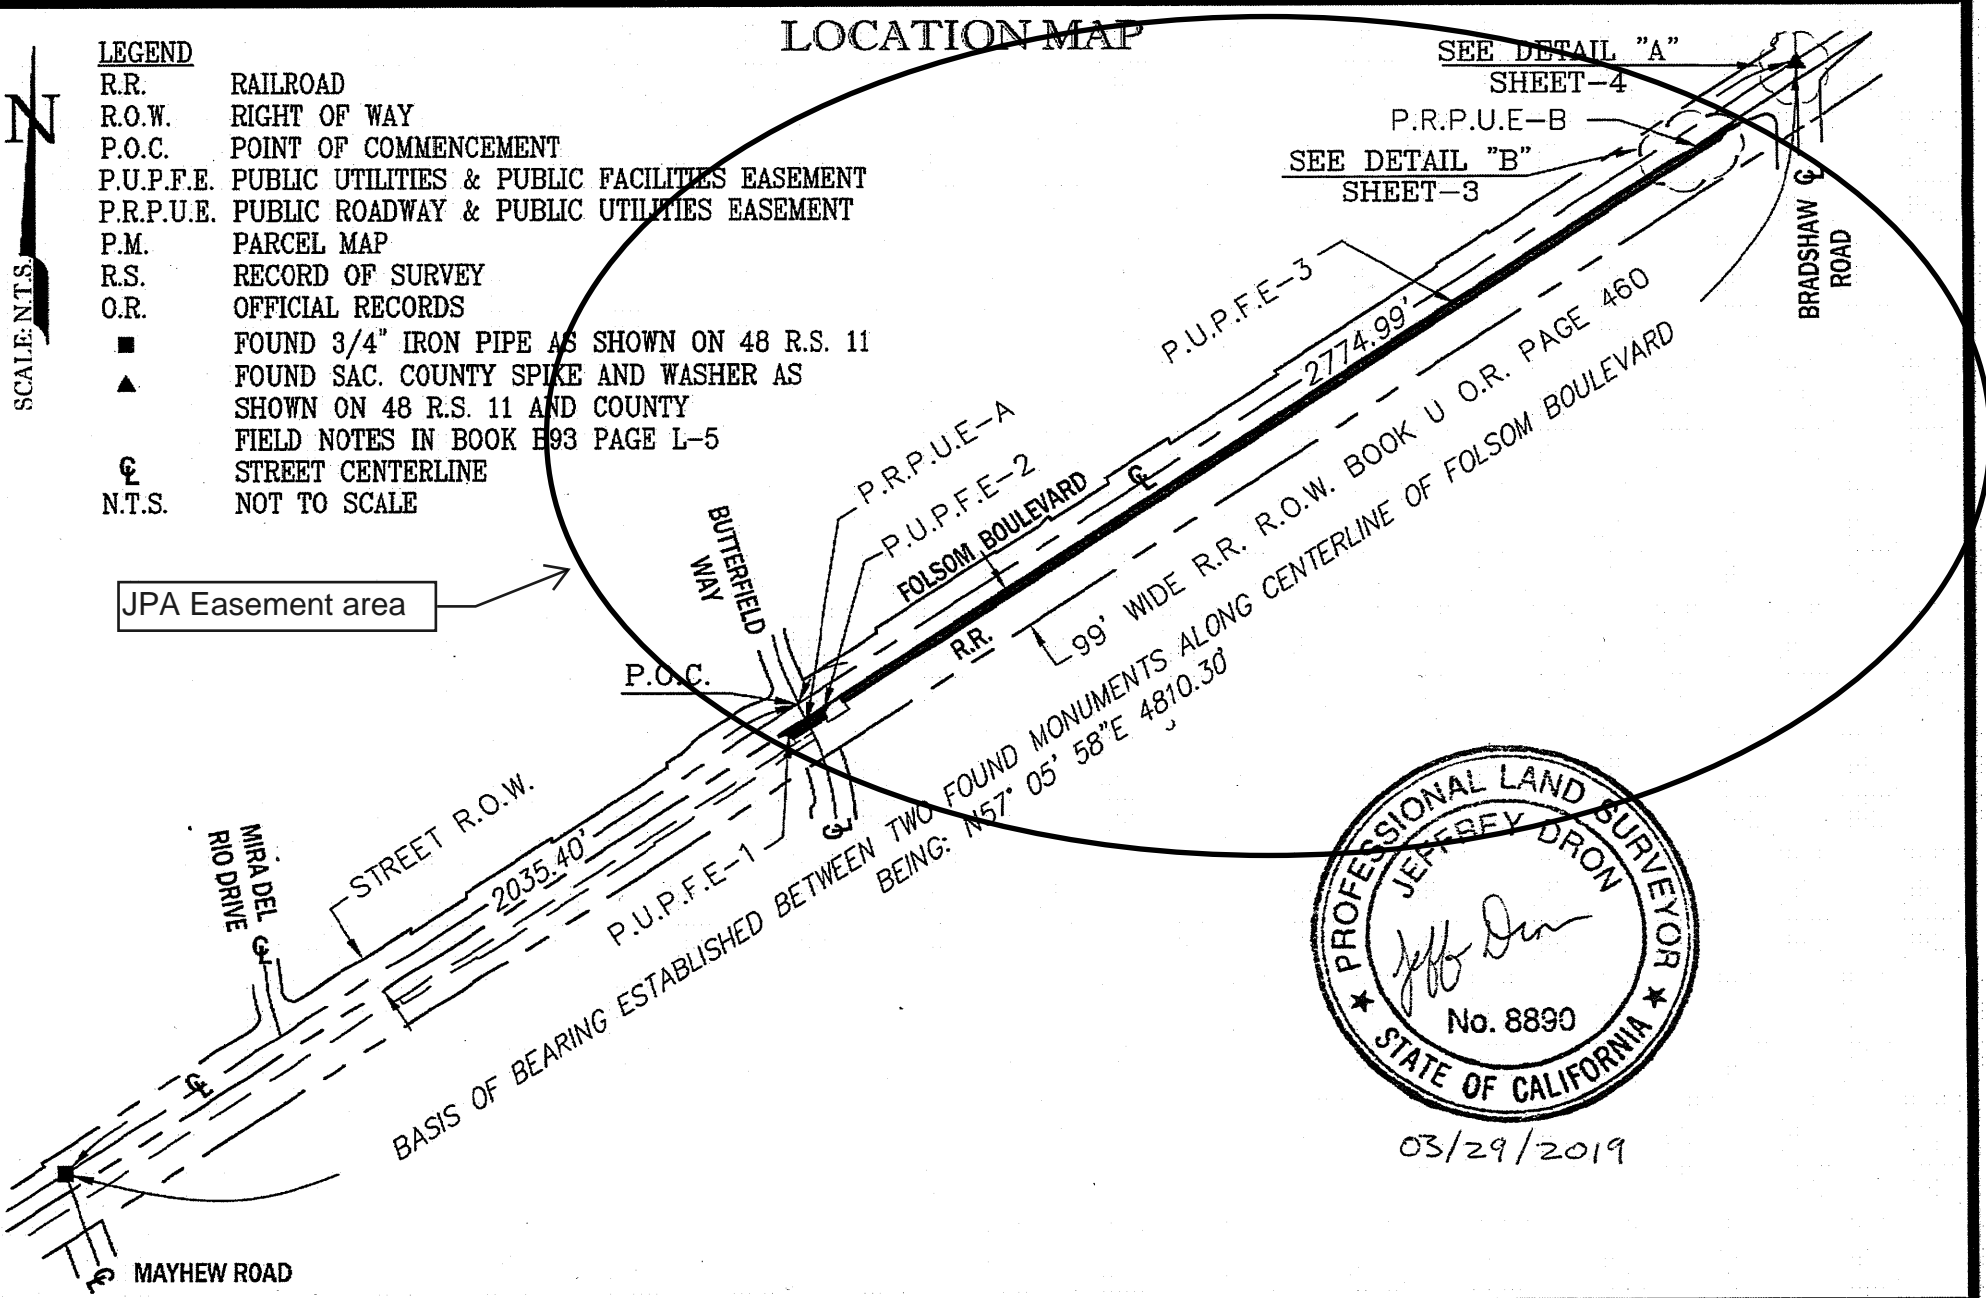 LOCATION MAP
N
SCALE: N.T.S.
LEGEND
R.R. RAILROAD
R.O.W. RIGHT OF WAY
P.O.C. POINT OF COMMENCEMENT
P.U.P.F.E. PUBLIC UTILITIES & PUBLIC FACILITIES EASEMENT
P.R.P.U.E. PUBLIC ROADWAY & PUBLIC UTILITIES EASEMENT
P.M. PARCEL MAP
R.S. RECORD OF SURVEY
O.R. OFFICIAL RECORDS
■ FOUND 3/4" IRON PIPE AS SHOWN ON 48 R.S. 11
▲ FOUND SAC. COUNTY SPIKE AND WASHER AS
SHOWN ON 48 R.S. 11 AND COUNTY
FIELD NOTES IN BOOK B93 PAGE L-5
℄ STREET CENTERLINE
N.T.S. NOT TO SCALE
SEE DETAIL "A"
SHEET-4
P.R.P.U.E-B
SEE DETAIL "B"
SHEET-3
℄
BRADSHAW
ROAD
P.U.P.F.E-3
2774.99'
P.R.P.U.E-A
P.U.P.F.E-2
BUTTERFIELD
WAY
FOLSOM BOULEVARD
℄
R.R.
99' WIDE R.R. R.O.W. BOOK U O.R. PAGE 460
JPA Easement area
P.O.C.
℄
STREET R.O.W.
2035.40'
P.U.P.F.E-1
MIRA DEL
RIO DRIVE
℄
℄
BASIS OF BEARING ESTABLISHED BETWEEN TWO FOUND MONUMENTS ALONG CENTERLINE OF FOLSOM BOULEVARD
BEING: N57° 05' 58"E 4810.30'
℄ MAYHEW ROAD
PROFESSIONAL LAND SURVEYOR
JEFFREY DRON
Jeff Dron
No. 8890
★ STATE OF CALIFORNIA ★
03/29/2019